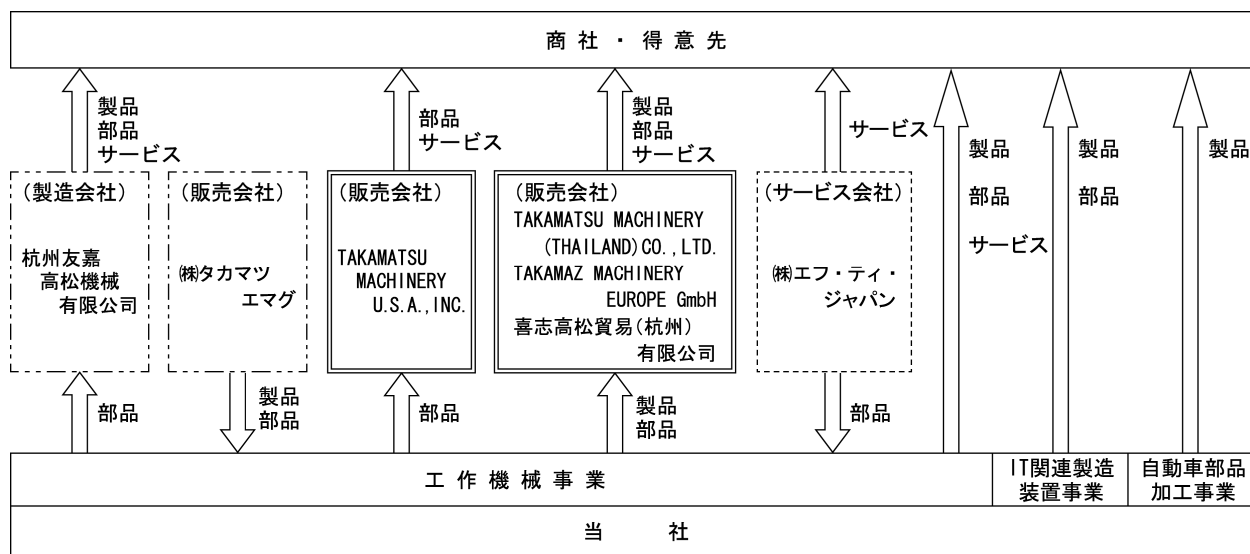 商社・得意先
製品
部品
サービス
部品
サービス
製品
部品
サービス
サービス
製品
部品
サービス
製品
部品
製品
（製造会社）
杭州友嘉
高松機械
有限公司
（販売会社）
㈱タカマツ
エマグ
（販売会社）
TAKAMATSU
MACHINERY
U.S.A.,INC.
（販売会社）
TAKAMATSU MACHINERY
(THAILAND)CO.,LTD.
TAKAMAZ MACHINERY
EUROPE GmbH
喜志高松貿易(杭州)
有限公司
（サービス会社）
㈱エフ・ティ・
ジャパン
部品
製品
部品
部品
製品
部品
部品
工作機械事業
IT関連製造
装置事業
自動車部品
加工事業
当社